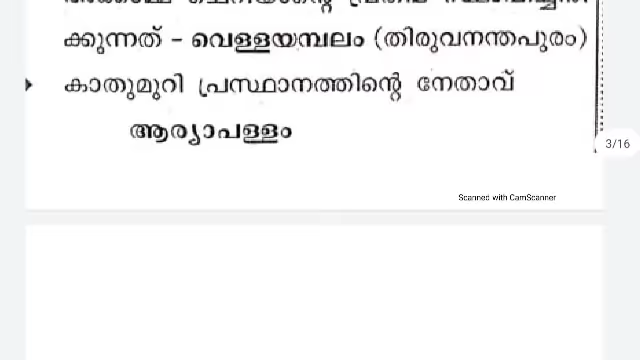 ക്കുന്നത് - വെള്ളയമ്പലം (തിരുവനന്തപുരം)
കാതുമുറി പ്രസ്ഥാനത്തിന്റെ നേതാവ്
ആര്യാപള്ളം
3/16
Scanned with CamScanner